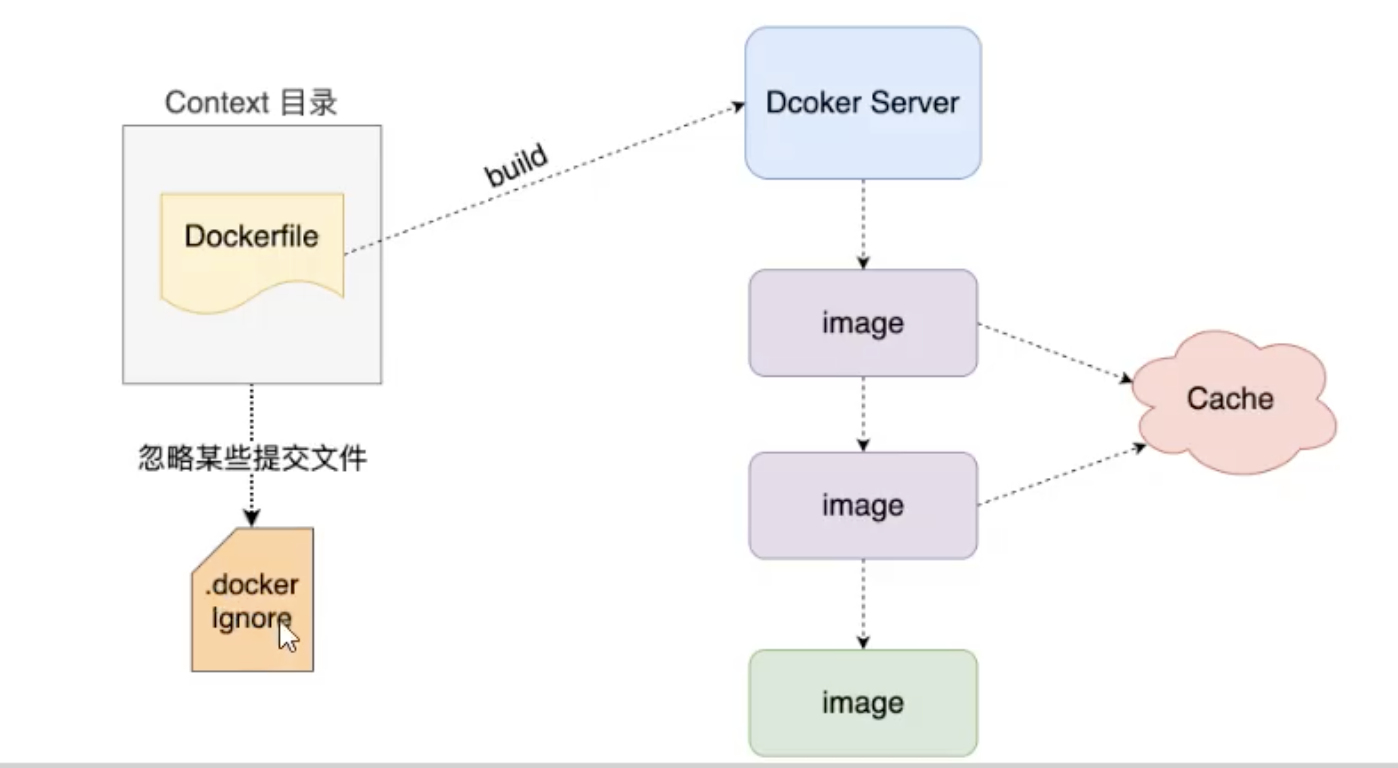 Context 目录
Dockerfile
忽略某些提交文件
.docker
Ignore
build
Dcoker Server
image
image
image
Cache